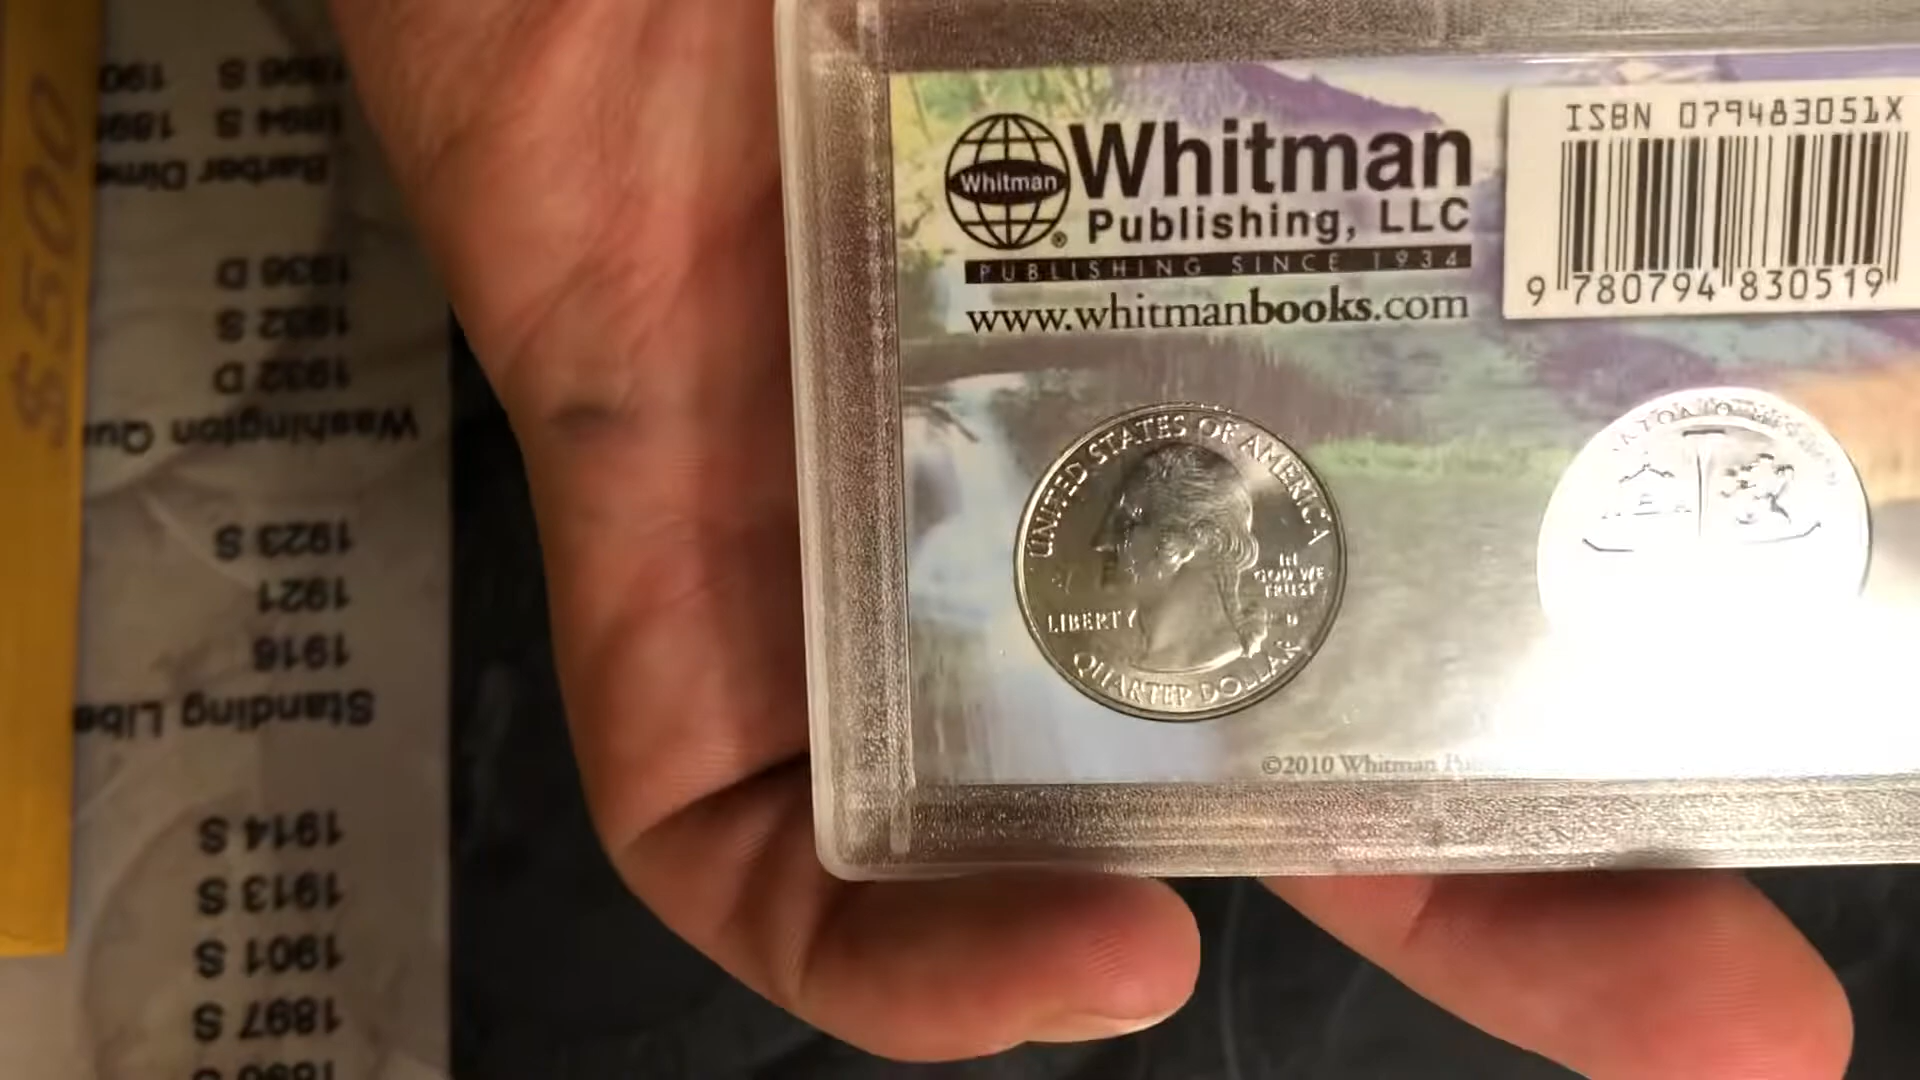 Whitman
Whitman
Publishing, LLC
PUBLISHING SINCE 1934
www.whitmanbooks.com
ISBN 079483051X
9 780794 830519
UNITED STATES OF AMERICA
IN
GOD WE
TRUST
LIBERTY
D
QUARTER DOLLAR
©2010 Whitman
$500
1896 S
1894 S
Barber Dime
1936 D
1932 S
1932 D
Washington Qua
1923 S
1921
1916
Standing Libe
1914 S
1913 S
1901 S
1897 S